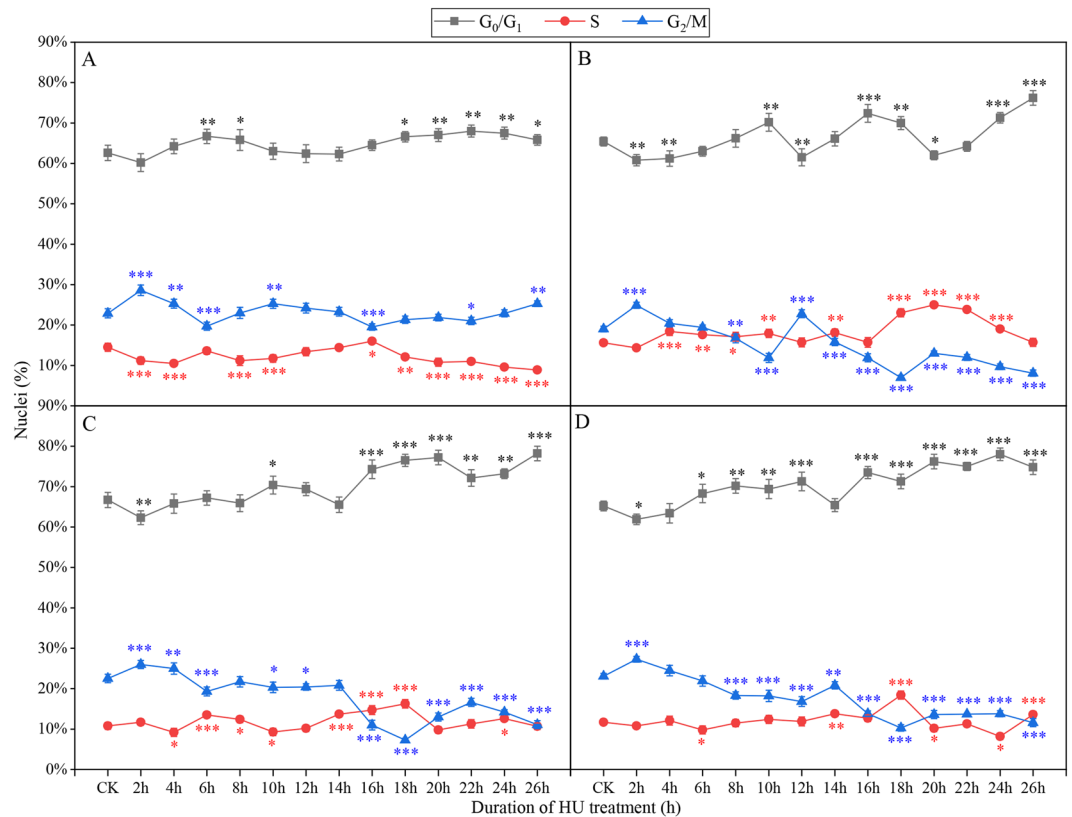 G₀/G₁ S G₂/M
90%
80%
70%
60%
50%
40%
30%
20%
10%
90%
80%
70%
60%
50%
40%
30%
20%
10%
0%
Nuclei (%)
A
** * * ** ** ** *
*** ** *** ** *** * **
*** *** *** *** * ** *** *** *** ***
B
** ** ** ** *** ** * *** ***
*** ** *** *** *** ***
** ** ***
*** ** * *** *** *** *** *** *** *** ***
C
** * *** *** *** ** ** ***
*** ** *** * * *** *** *** *** *** ***
* *** * * *** *** *** *
D
* * ** ** *** *** *** *** *** *** ***
*** *** *** *** ** *** *** *** *** *** ***
* ** *** * * ***
CK 2h 4h 6h 8h 10h 12h 14h 16h 18h 20h 22h 24h 26h
CK 2h 4h 6h 8h 10h 12h 14h 16h 18h 20h 22h 24h 26h
Duration of HU treatment (h)